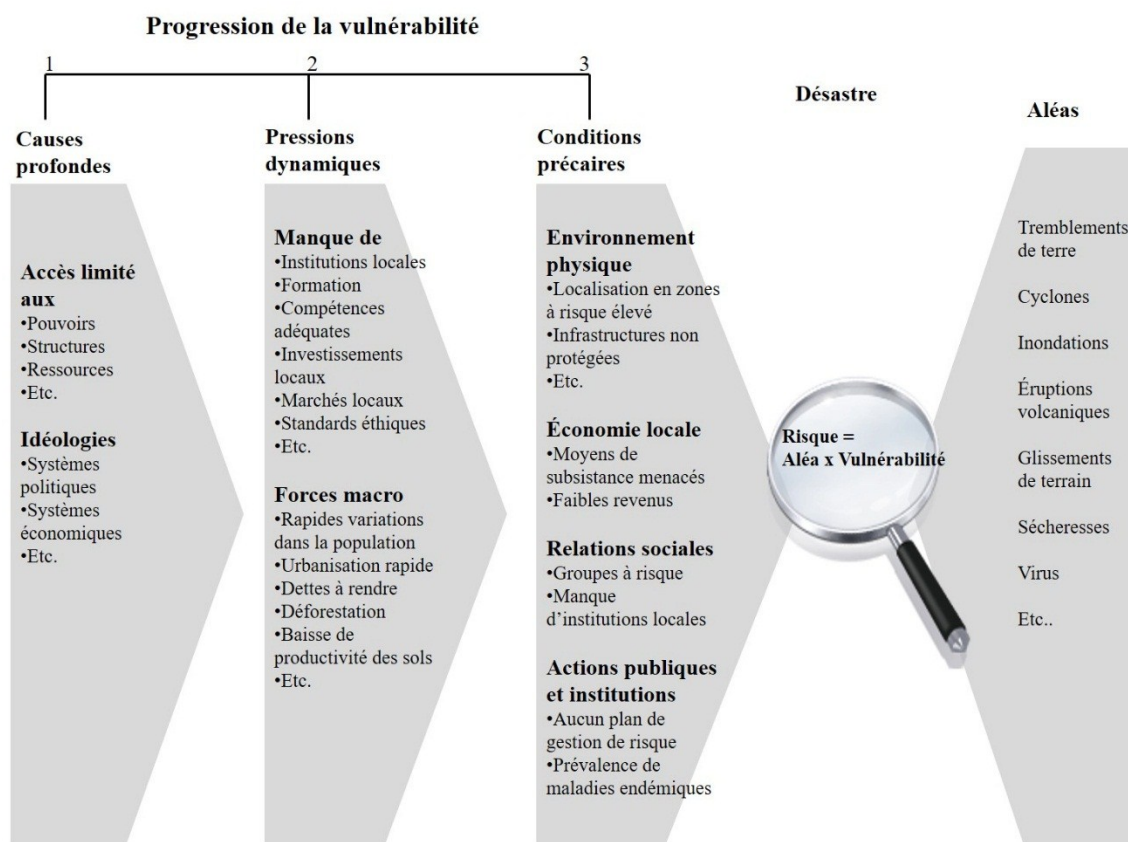 Progression de la vulnérabilité
1
2
3
Causes
profondes
Accès limité
aux
•Pouvoirs
•Structures
•Ressources
•Etc.
Idéologies
•Systèmes
politiques
•Systèmes
économiques
•Etc.
Pressions
dynamiques
Manque de
•Institutions locales
•Formation
•Compétences
adéquates
•Investissements
locaux
•Marchés locaux
•Standards éthiques
•Etc.
Forces macro
•Rapides variations
dans la population
•Urbanisation rapide
•Dettes à rendre
•Déforestation
•Baisse de
productivité des sols
•Etc.
Conditions
précaires
Environnement
physique
•Localisation en zones
à risque élevé
•Infrastructures non
protégées
•Etc.
Économie locale
•Moyens de
subsistance menacés
•Faibles revenus
Relations sociales
•Groupes à risque
•Manque
d’institutions locales
Actions publiques
et institutions
•Aucun plan de
gestion de risque
•Prévalence de
maladies endémiques
Désastre
Risque =
Aléa x Vulnérabilité
Aléas
Tremblements
de terre
Cyclones
Inondations
Éruptions
volcaniques
Glissements
de terrain
Sécheresses
Virus
Etc..